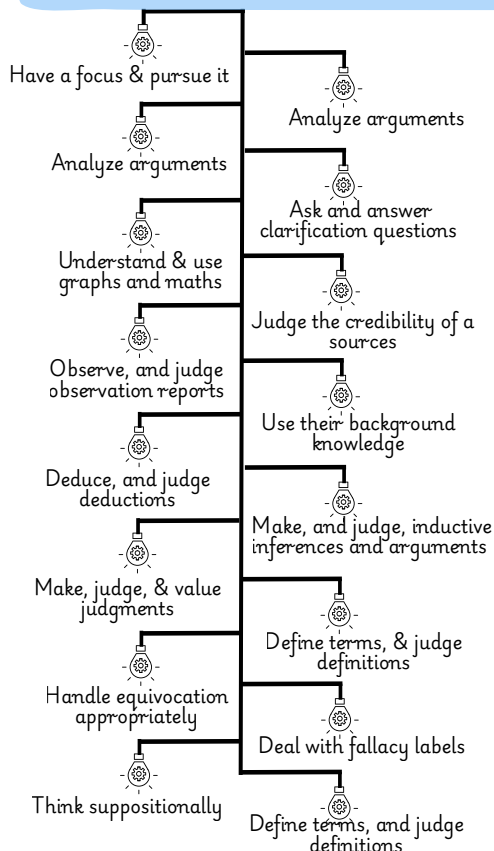 Have a focus & pursue it
Analyze arguments
Analyze arguments
Ask and answer
clarification questions
Understand & use
graphs and maths
Judge the credibility of a
sources
Observe, and judge
observation reports
Use their background
knowledge
Deduce, and judge
deductions
Make, and judge, inductive
inferences and arguments
Make, judge, & value
judgments
Define terms, & judge
definitions
Handle equivocation
appropriately
Deal with fallacy labels
Think suppositionally
Define terms, and judge
definitions